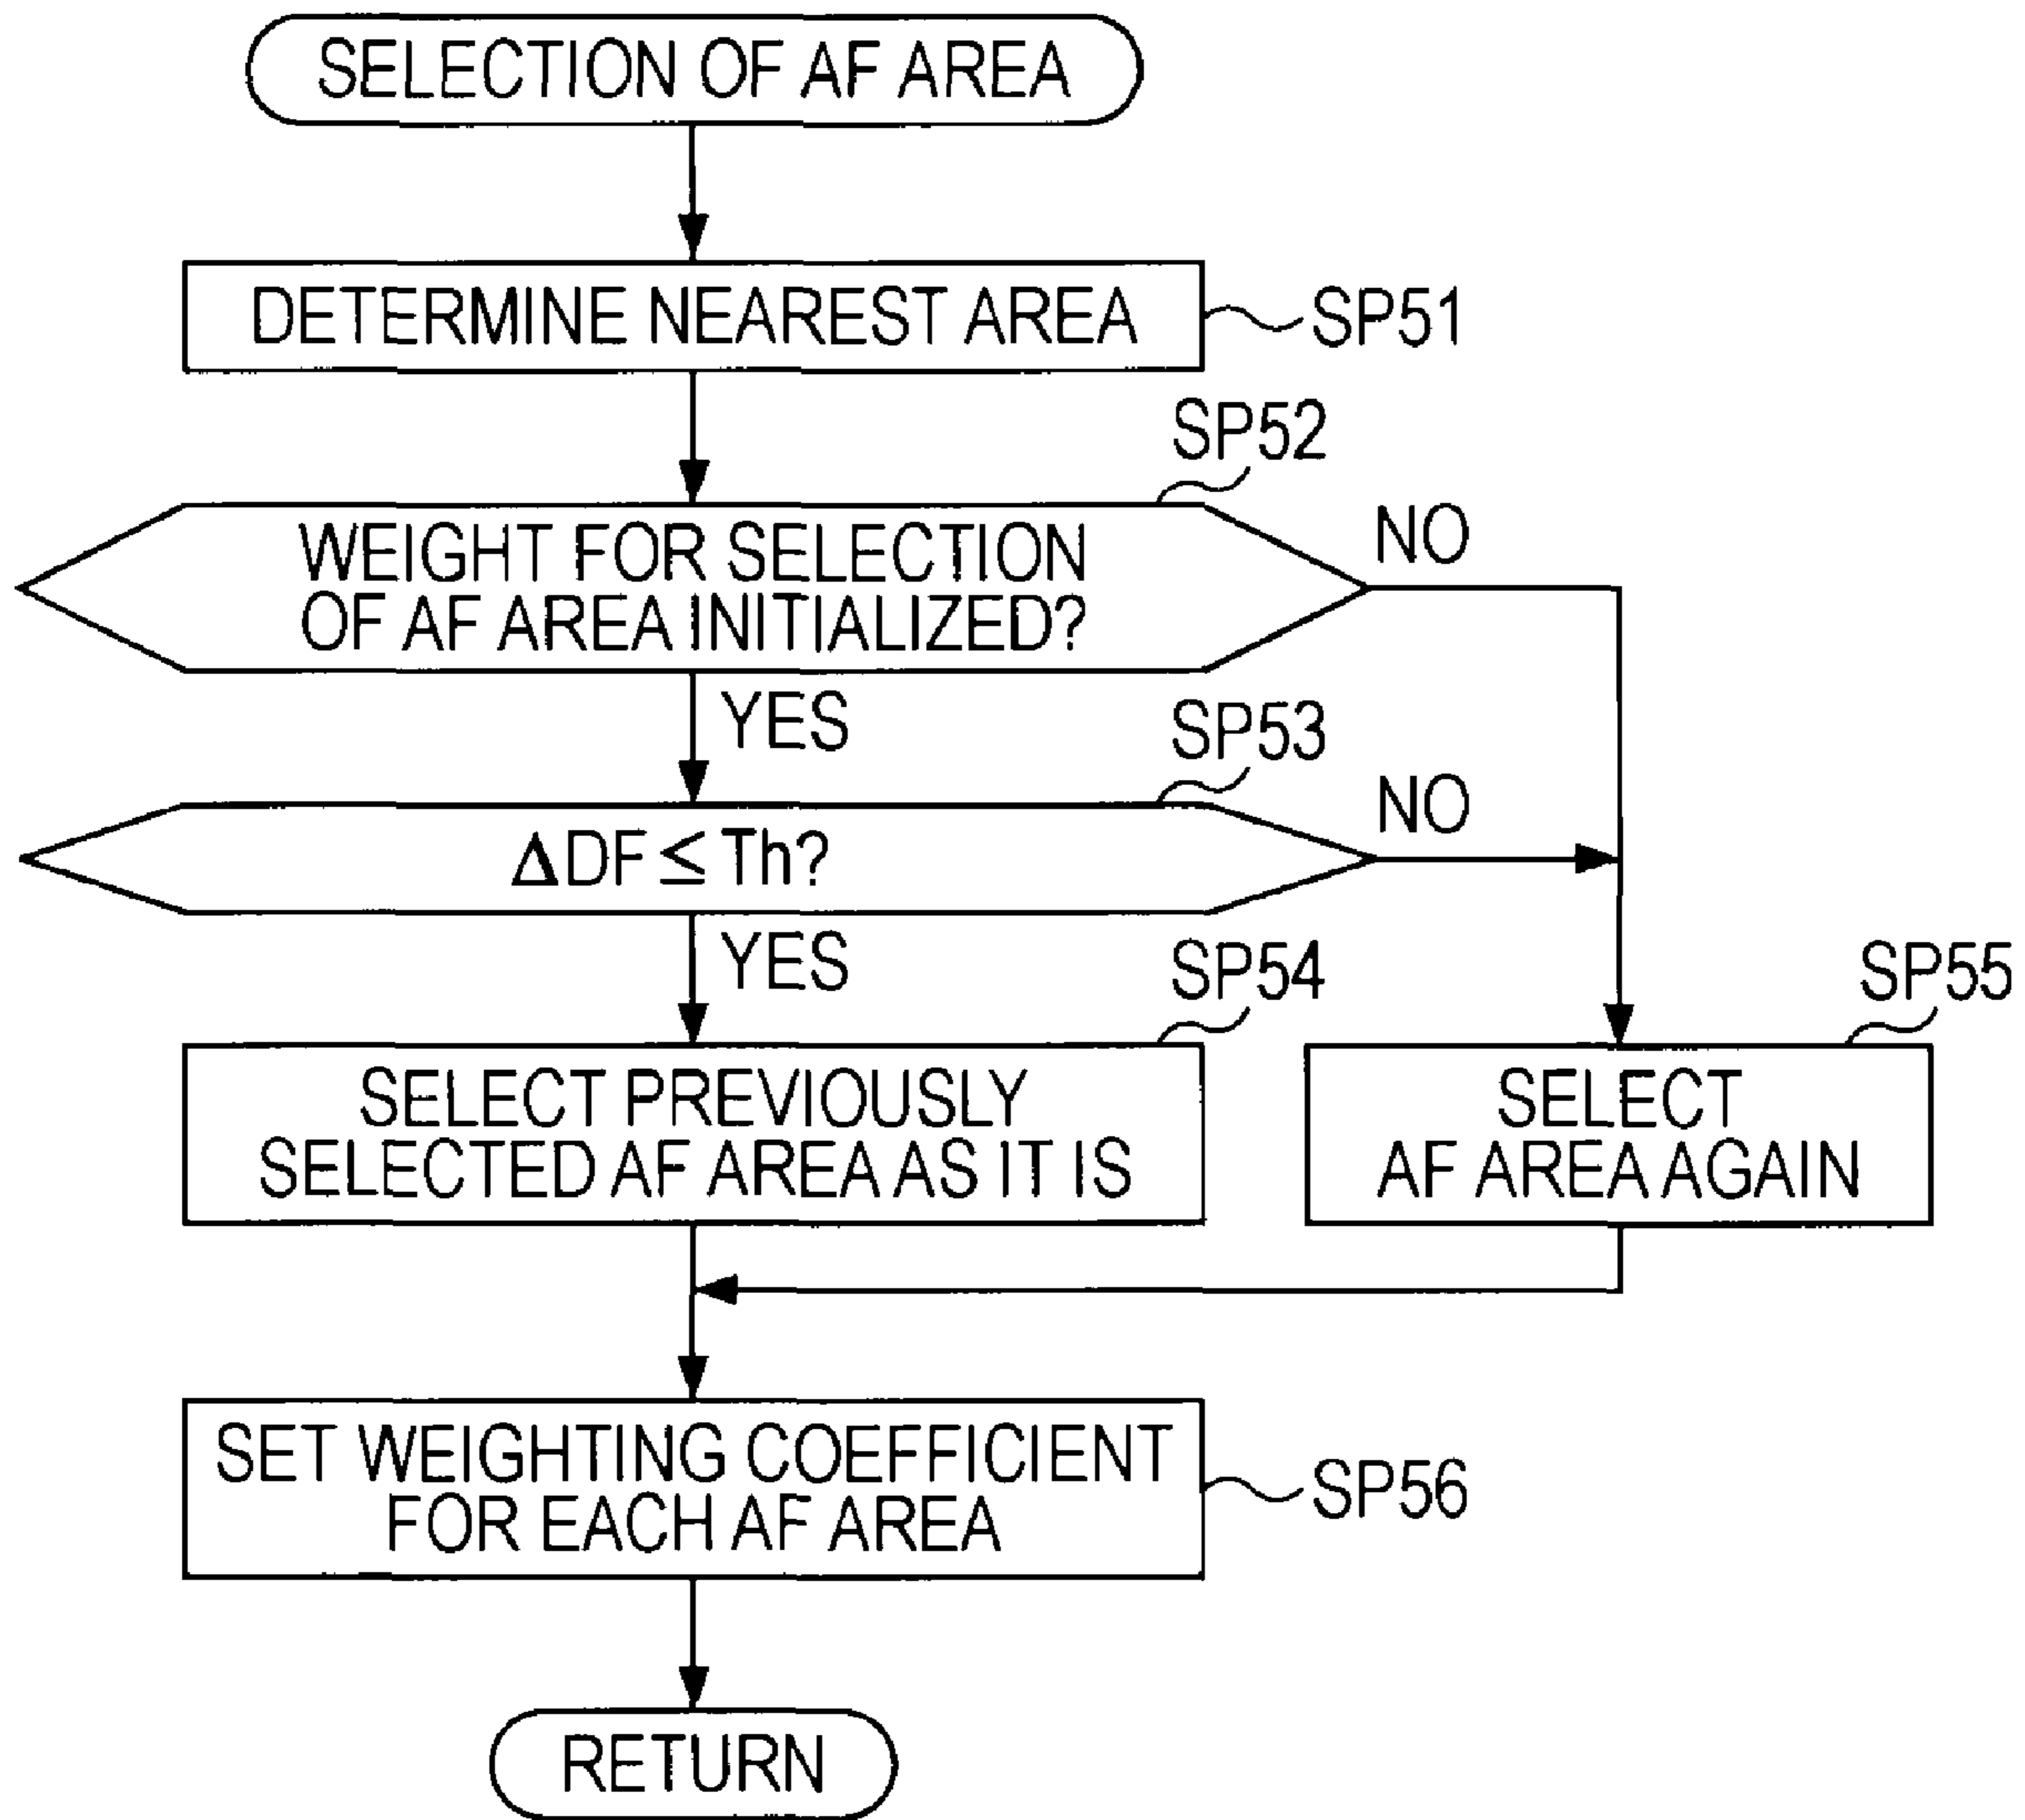 SELECTION OF AF AREA
DETERMINE NEAREST AREA
SP51
SP52
WEIGHT FOR SELECTION
OF AF AREA INITIALIZED?
NO
YES
SP53
ΔDF ≤ Th?
NO
YES
SP54
SELECT PREVIOUSLY
SELECTED AF AREA AS IT IS
SP55
SELECT
AF AREA AGAIN
SET WEIGHTING COEFFICIENT
FOR EACH AF AREA
SP56
RETURN